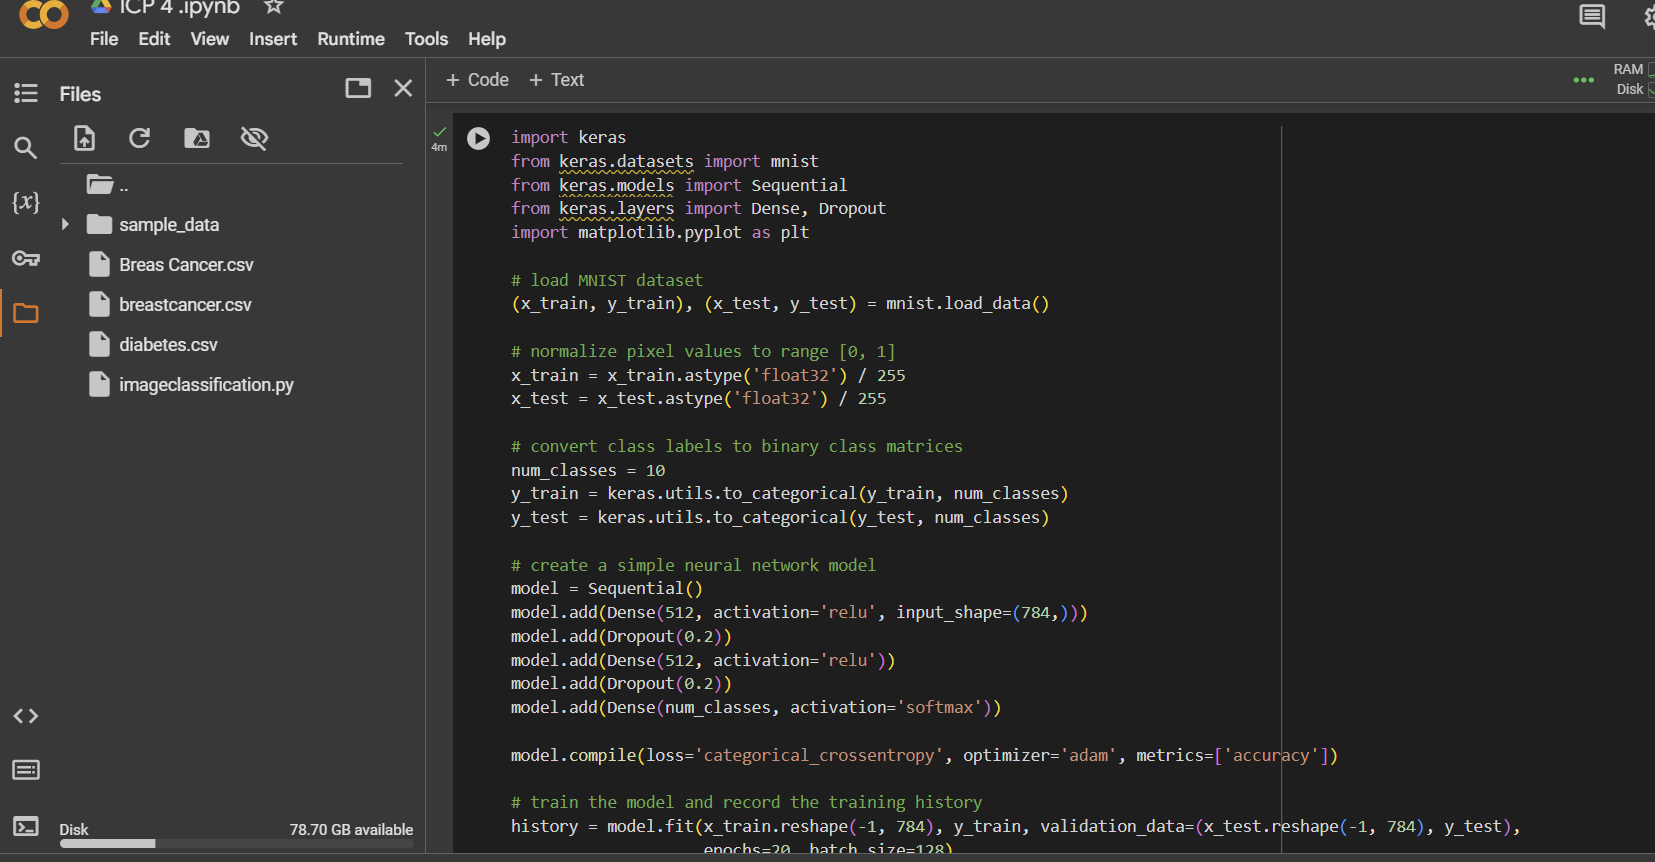 ICP 4 .ipynb
File Edit View Insert Runtime Tools Help
Files
+ Code + Text
RAM
Disk
..
sample_data
Breas Cancer.csv
breastcancer.csv
diabetes.csv
imageclassification.py
{x}
Disk 78.70 GB available
4m
import keras
from keras.datasets import mnist
from keras.models import Sequential
from keras.layers import Dense, Dropout
import matplotlib.pyplot as plt
# load MNIST dataset
(x_train, y_train), (x_test, y_test) = mnist.load_data()
# normalize pixel values to range [0, 1]
x_train = x_train.astype('float32') / 255
x_test = x_test.astype('float32') / 255
# convert class labels to binary class matrices
num_classes = 10
y_train = keras.utils.to_categorical(y_train, num_classes)
y_test = keras.utils.to_categorical(y_test, num_classes)
# create a simple neural network model
model = Sequential()
model.add(Dense(512, activation='relu', input_shape=(784,)))
model.add(Dropout(0.2))
model.add(Dense(512, activation='relu'))
model.add(Dropout(0.2))
model.add(Dense(num_classes, activation='softmax'))
model.compile(loss='categorical_crossentropy', optimizer='adam', metrics=['accuracy'])
# train the model and record the training history
history = model.fit(x_train.reshape(-1, 784), y_train, validation_data=(x_test.reshape(-1, 784), y_test),
epochs=20, batch_size=128)